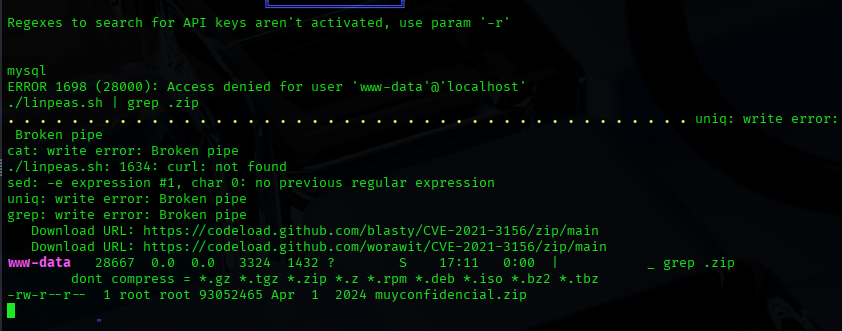 Regexes to search for API keys aren't activated, use param '-r'
mysql
ERROR 1698 (28000): Access denied for user 'www-data'@'localhost'
./linpeas.sh | grep .zip
. . . . . . . . . . . . . . . . . . . . . . . . . . . . . . . . . . . . . . . . . . . uniq: write error:
Broken pipe
cat: write error: Broken pipe
./linpeas.sh: 1634: curl: not found
sed: -e expression #1, char 0: no previous regular expression
uniq: write error: Broken pipe
grep: write error: Broken pipe
Download URL: https://codeload.github.com/blasty/CVE-2021-3156/zip/main
Download URL: https://codeload.github.com/worawit/CVE-2021-3156/zip/main
www-data 28667 0.0 0.0 3324 1432 ? S 17:11 0:00 | _ grep .zip
dont compress = *.gz *.tgz *.zip *.z *.rpm *.deb *.iso *.bz2 *.tbz
-rw-r--r-- 1 root root 93052465 Apr 1 2024 muyconfidencial.zip